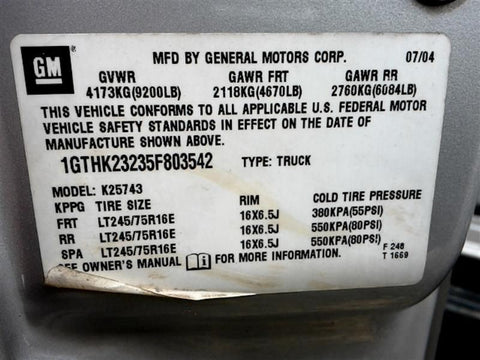 GM
MFD BY GENERAL MOTORS CORP. 07/04
GVWR GAWR FRT GAWR RR
4173KG(9200LB) 2118KG(4670LB) 2760KG(6084LB)
THIS VEHICLE CONFORMS TO ALL APPLICABLE U.S. FEDERAL MOTOR
VEHICLE SAFETY STANDARDS IN EFFECT ON THE DATE OF
MANUFACTURE SHOWN ABOVE.
1GTHK23235F803542 TYPE: TRUCK
MODEL: K25743
KPPG TIRE SIZE RIM COLD TIRE PRESSURE
FRT LT245/75R16E 16X6.5J 380KPA(55PSI)
RR LT245/75R16E 16X6.5J 550KPA(80PSI)
SPA LT245/75R16E 16X6.5J 550KPA(80PSI)
SEE OWNER'S MANUAL FOR MORE INFORMATION F 248
T 1669